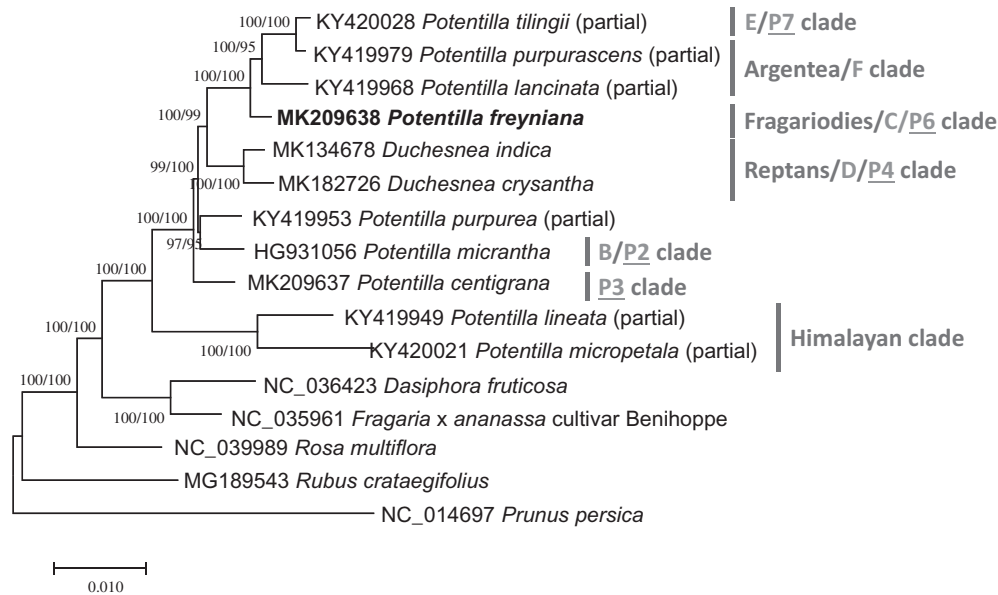 100/100
KY420028 Potentilla tilingii (partial)
E/P7 clade
100/95
KY419979 Potentilla purpurascens (partial)
Argentea/F clade
100/100
KY419968 Potentilla lancinata (partial)
100/99
MK209638 Potentilla freyniana
Fragariodies/C/P6 clade
99/100
MK134678 Duchesnea indica
Reptans/D/P4 clade
100/100
MK182726 Duchesnea crysantha
100/100
KY419953 Potentilla purpurea (partial)
97/95
HG931056 Potentilla micrantha
B/P2 clade
100/100
MK209637 Potentilla centigrana
P3 clade
KY419949 Potentilla lineata (partial)
Himalayan clade
100/100
100/100
KY420021 Potentilla micropetala (partial)
100/100
NC_036423 Dasiphora fruticosa
100/100
NC_035961 Fragaria x ananassa cultivar Benihoppe
NC_039989 Rosa multiflora
MG189543 Rubus crataegifolius
NC_014697 Prunus persica
0.010